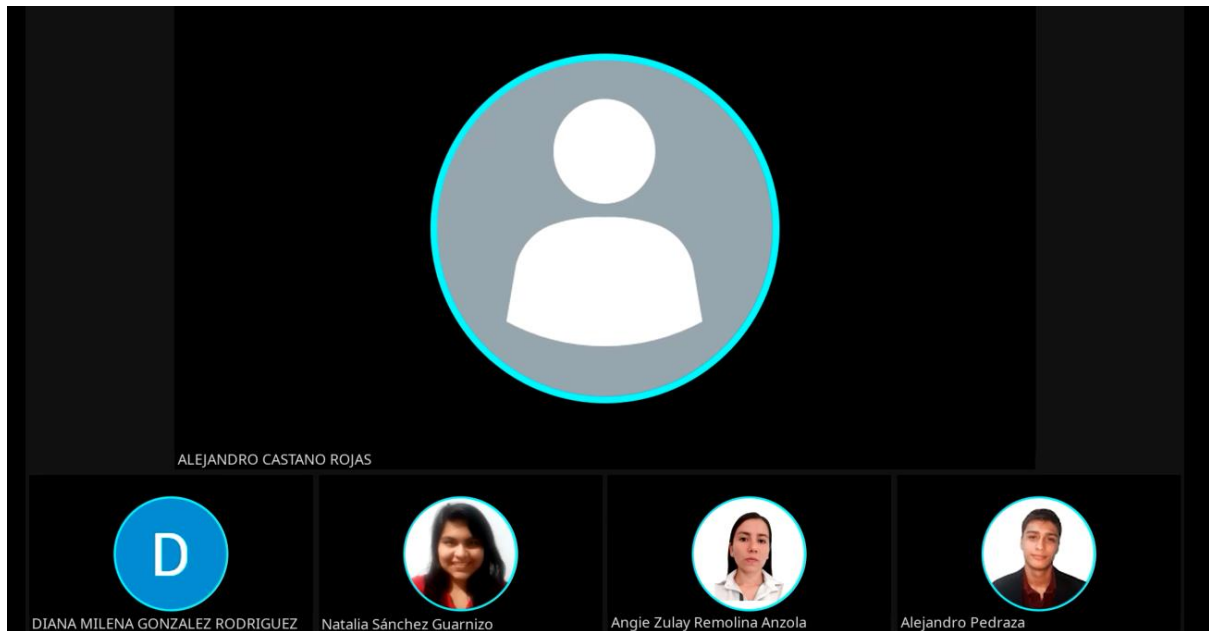 ALEJANDRO CASTANO ROJAS
D
DIANA MILENA GONZALEZ RODRIGUEZ
Natalia Sánchez Guarnizo
Angie Zulay Remolina Anzola
Alejandro Pedraza